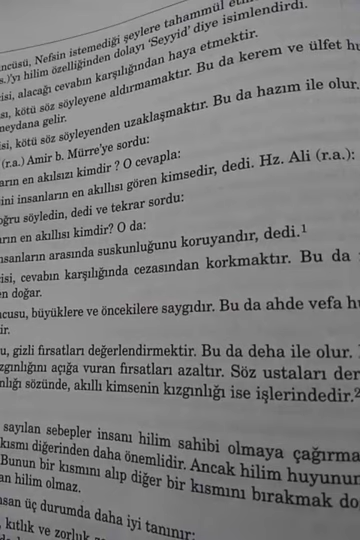 ncüsü, Nefsin istemediği şeylere tahammül
s.)'yı hilim özelliğinden dolayı 'Seyyid' diye isimlendirdi.
isi, alacağı cevabın karşılığından haya etmektir.
sı, kötü söz söyleyene aldırmamaktır. Bu da kerem ve ülfet hu
meydana gelir.
isi, kötü söz söyleyenden uzaklaşmaktır. Bu da hazım ile olur.
(r.a.) Amir b. Mürre'ye sordu:
arın en akılsızı kimdir ? O cevapla:
ini insanların en akıllısı gören kimsedir, dedi. Hz. Ali (r.a.):
oğru söyledin, dedi ve tekrar sordu:
arın en akıllısı kimdir? O da:
nsanların arasında suskunluğunu koruyandır, dedi.1
isi, cevabın karşılığında cezasından korkmaktır. Bu da
en doğar.
ncusu, büyüklere ve öncekilere saygıdır. Bu da ahde vefa hu
ir.
u, gizli fırsatları değerlendirmektir. Bu da deha ile olur.
zgınlığını açığa vuran fırsatları azaltır. Söz ustaları der
nlığı sözünde, akıllı kimsenin kızgınlığı ise işlerindedir.2
sayılan sebepler insanı hilim sahibi olmaya çağırma
kısmı diğerinden daha önemlidir. Ancak hilim huyunun
Bunun bir kısmını alıp diğer bir kısmını bırakmak do
an hilim olmaz.
nsan üç durumda daha iyi tanınır:
, kıtlık ve zorluk